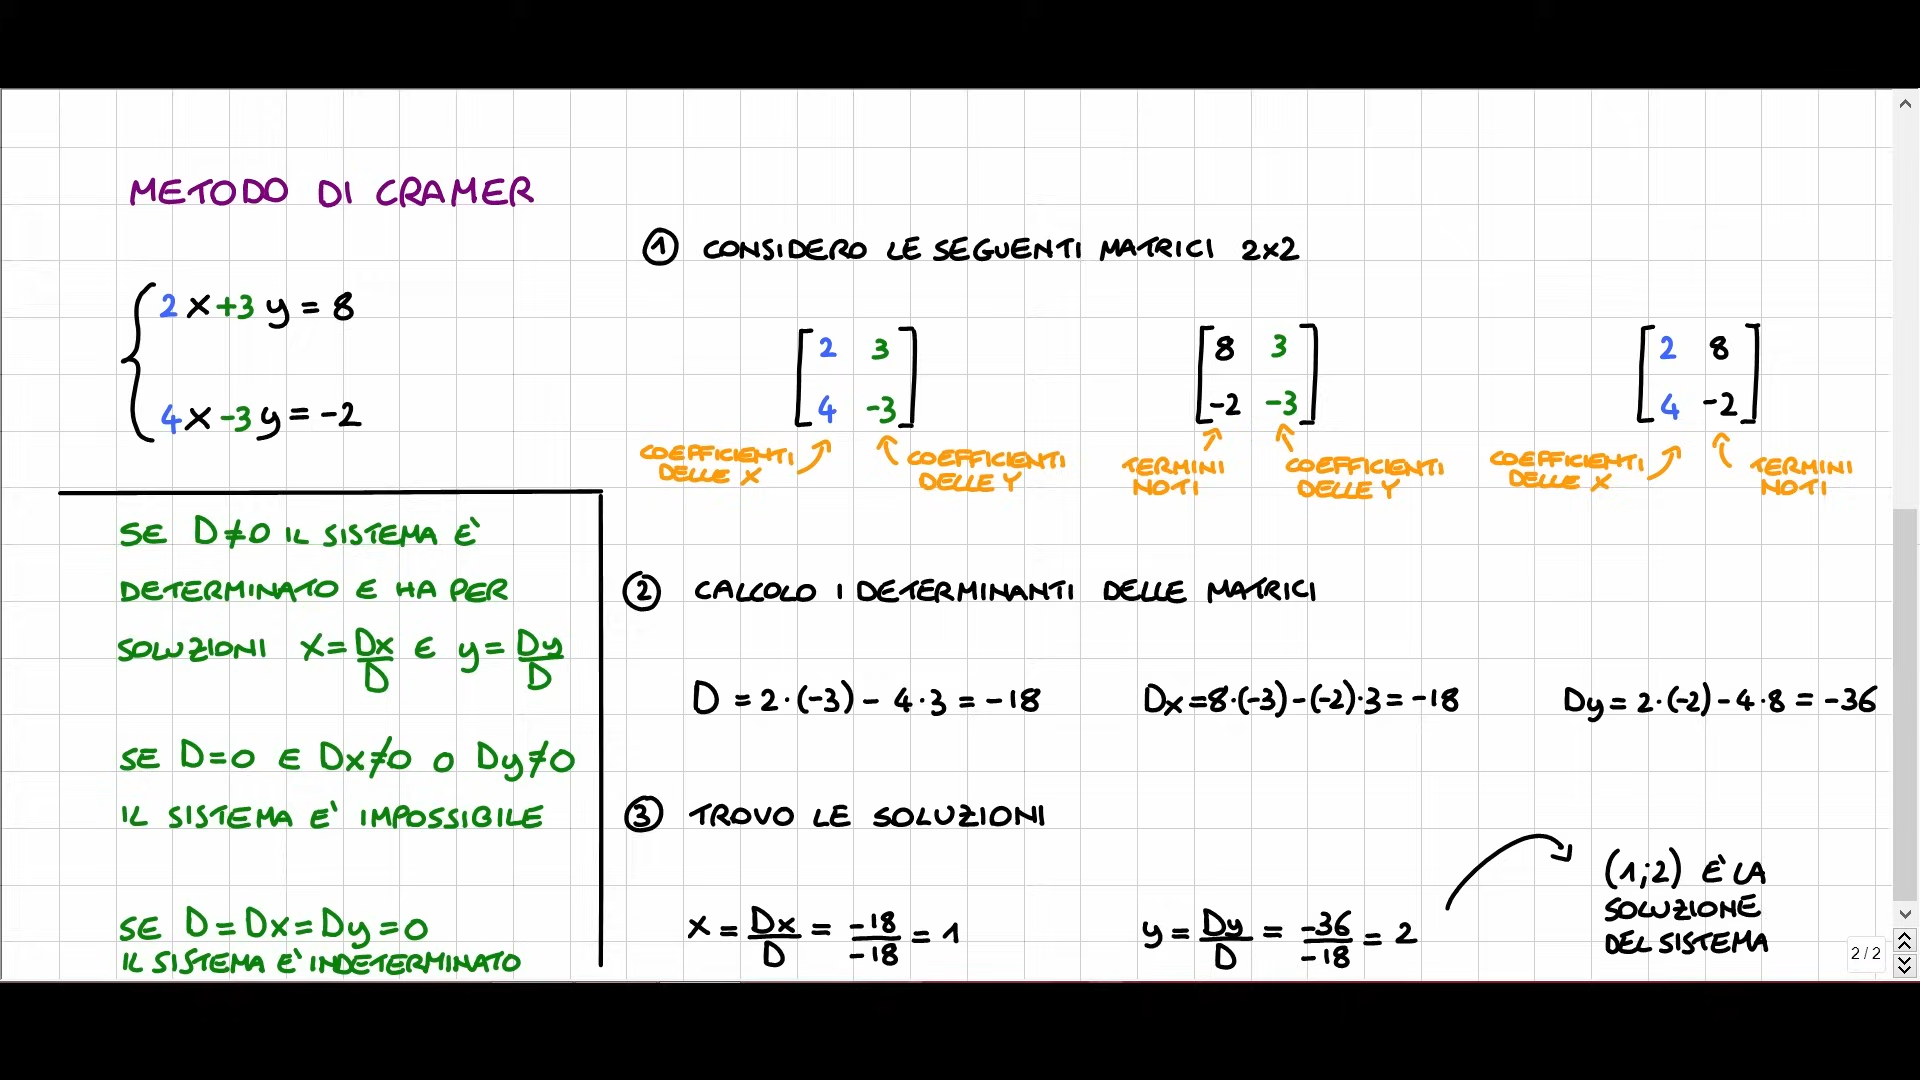 METODO DI CRAMER
{ 2x+3y = 8
4x-3y = -2
SE D≠0 IL SISTEMA È
DETERMINATO E HA PER
SOLUZIONI x = Dx/D E y = Dy/D
SE D=0 E Dx≠0 O Dy≠0
IL SISTEMA E' IMPOSSIBILE
SE D = Dx = Dy = 0
IL SISTEMA E' INDETERMINATO
① CONSIDERO LE SEGUENTI MATRICI 2x2
[2 3
4 -3]
COEFFICIENTI
DELLE X
COEFFICIENTI
DELLE Y
[8 3
-2 -3]
TERMINI
NOTI
COEFFICIENTI
DELLE Y
[2 8
4 -2]
COEFFICIENTI
DELLE X
TERMINI
NOTI
② CALCOLO I DETERMINANTI DELLE MATRICI
D = 2·(-3) - 4·3 = -18
Dx = 8·(-3) - (-2)·3 = -18
Dy = 2·(-2) - 4·8 = -36
③ TROVO LE SOLUZIONI
x = Dx/D = -18/-18 = 1
y = Dy/D = -36/-18 = 2
(1;2) E' LA
SOLUZIONE
DEL SISTEMA
2 / 2